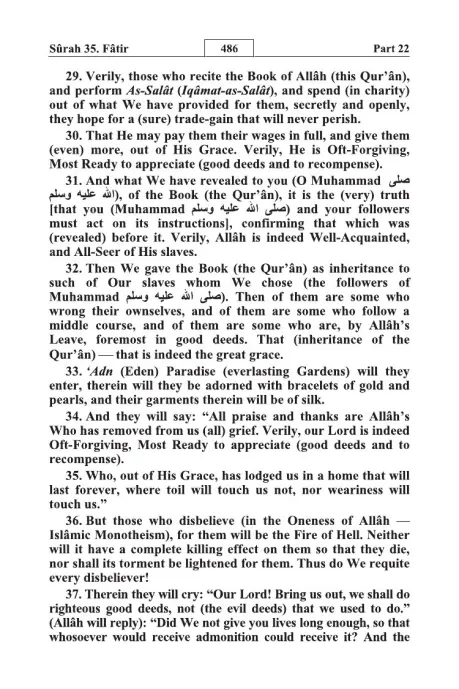 Sûrah 35. Fâtir 486 Part 22
29. Verily, those who recite the Book of Allâh (this Qur’ân),
and perform As-Salât (Iqâmat-as-Salât), and spend (in charity)
out of what We have provided for them, secretly and openly,
they hope for a (sure) trade-gain that will never perish.
30. That He may pay them their wages in full, and give them
(even) more, out of His Grace. Verily, He is Oft-Forgiving,
Most Ready to appreciate (good deeds and to recompense).
31. And what We have revealed to you (O Muhammad صلى
الله عليه وسلم), of the Book (the Qur’ân), it is the (very) truth
[that you (Muhammad صلى الله عليه وسلم) and your followers
must act on its instructions], confirming that which was
(revealed) before it. Verily, Allâh is indeed Well-Acquainted,
and All-Seer of His slaves.
32. Then We gave the Book (the Qur’ân) as inheritance to
such of Our slaves whom We chose (the followers of
Muhammad صلى الله عليه وسلم). Then of them are some who
wrong their ownselves, and of them are some who follow a
middle course, and of them are some who are, by Allâh’s
Leave, foremost in good deeds. That (inheritance of the
Qur’ân) — that is indeed the great grace.
33. ‘Adn (Eden) Paradise (everlasting Gardens) will they
enter, therein will they be adorned with bracelets of gold and
pearls, and their garments therein will be of silk.
34. And they will say: “All praise and thanks are Allâh’s
Who has removed from us (all) grief. Verily, our Lord is indeed
Oft-Forgiving, Most Ready to appreciate (good deeds and to
recompense).
35. Who, out of His Grace, has lodged us in a home that will
last forever, where toil will touch us not, nor weariness will
touch us.”
36. But those who disbelieve (in the Oneness of Allâh —
Islâmic Monotheism), for them will be the Fire of Hell. Neither
will it have a complete killing effect on them so that they die,
nor shall its torment be lightened for them. Thus do We requite
every disbeliever!
37. Therein they will cry: “Our Lord! Bring us out, we shall do
righteous good deeds, not (the evil deeds) that we used to do.”
(Allâh will reply): “Did We not give you lives long enough, so that
whosoever would receive admonition could receive it? And the